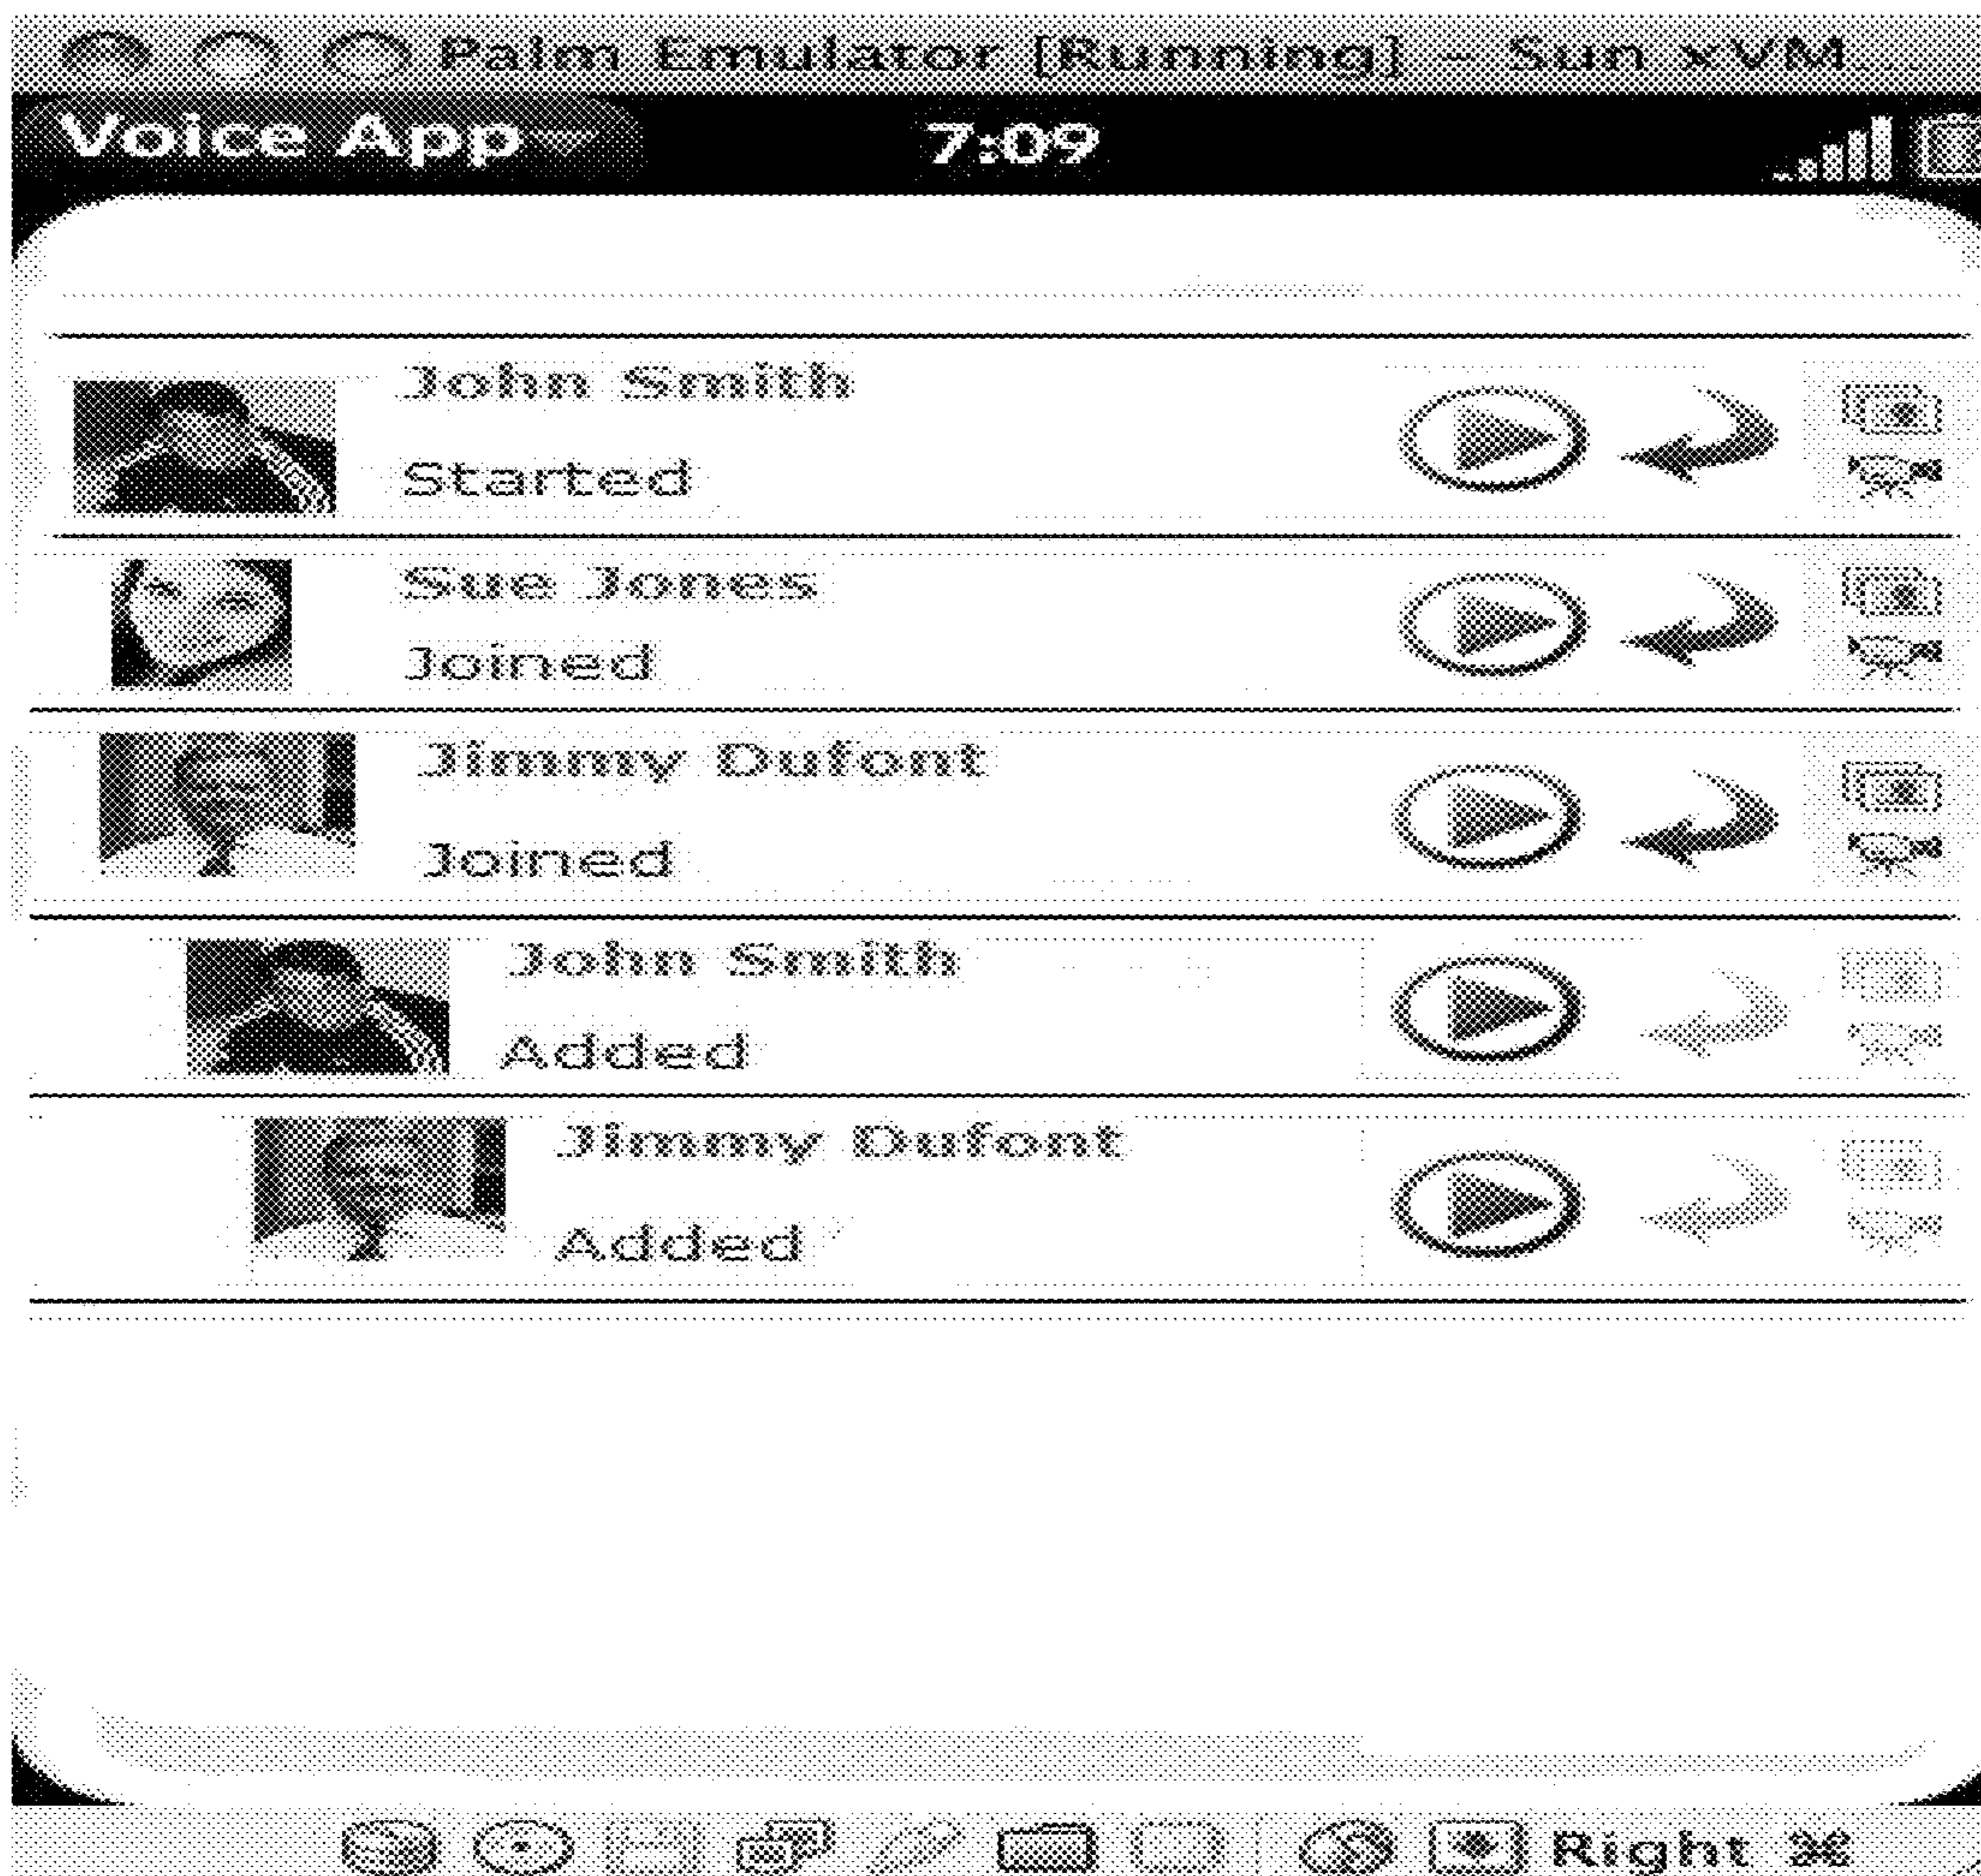 Palm Emulator [Running] - Sun xVM...
Voice App 7:09
John Smith
Started
Sue Jones
Joined
Jimmy Dufont
Joined
John Smith
Added
Jimmy Dufont
Added
Right ⌘